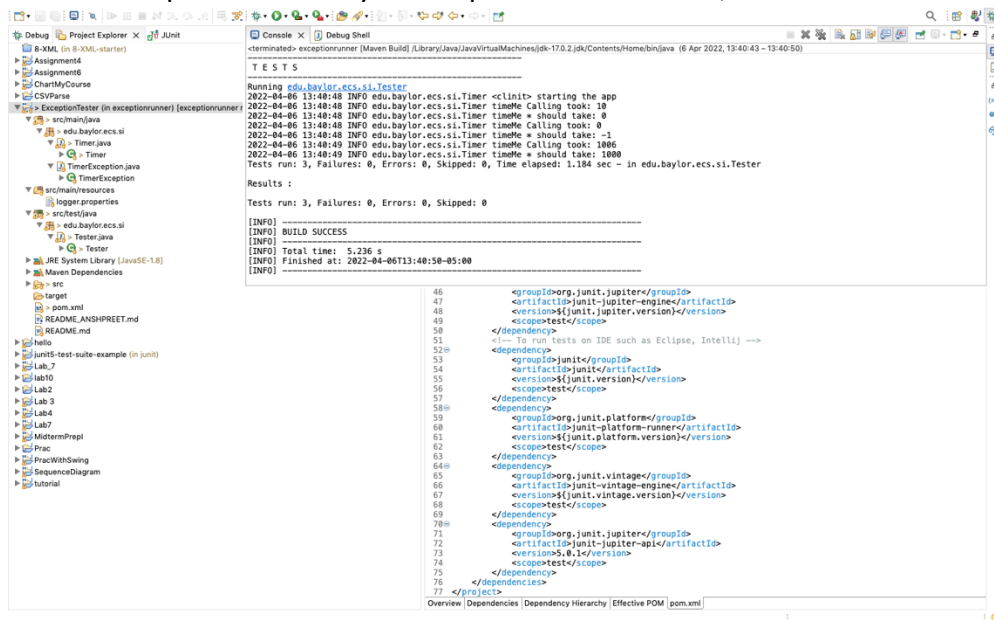 Debug
Project Explorer
JUnit
8-XML (in 8-XML-starter)
Assignment4
Assignment6
ChartMyCourse
CSVParse
> ExceptionTester (in exceptionrunner) [exceptionrunner r
src/main/java
> edu.baylor.ecs.si
> Timer.java
> Timer
TimerException.java
> TimerException
src/main/resources
logger.properties
> src/test/java
> edu.baylor.ecs.si
> Tester.java
> Tester
JRE System Library [JavaSE-1.8]
Maven Dependencies
> src
target
> pom.xml
README_ANSHPREET.md
README.md
hello
junit5-test-suite-example (in junit)
Lab_7
lab10
Lab2
Lab 3
Lab4
Lab7
MidtermPrepI
Prac
PracWithSwing
SequenceDiagram
tutorial
Console
Debug Shell
<terminated> exceptionrunner [Maven Build] /Library/Java/JavaVirtualMachines/jdk-17.0.2.jdk/Contents/Home/bin/java (6 Apr 2022, 13:40:43 – 13:40:50)
-------------------------------------------------------
T E S T S
-------------------------------------------------------
Running edu.baylor.ecs.si.Tester
2022-04-06 13:40:48 INFO edu.baylor.ecs.si.Timer <clinit> starting the app
2022-04-06 13:40:48 INFO edu.baylor.ecs.si.Timer timeMe Calling took: 10
2022-04-06 13:40:48 INFO edu.baylor.ecs.si.Timer timeMe * should take: 0
2022-04-06 13:40:48 INFO edu.baylor.ecs.si.Timer timeMe Calling took: 0
2022-04-06 13:40:48 INFO edu.baylor.ecs.si.Timer timeMe * should take: -1
2022-04-06 13:40:49 INFO edu.baylor.ecs.si.Timer timeMe Calling took: 1006
2022-04-06 13:40:49 INFO edu.baylor.ecs.si.Timer timeMe * should take: 1000
Tests run: 3, Failures: 0, Errors: 0, Skipped: 0, Time elapsed: 1.184 sec - in edu.baylor.ecs.si.Tester
Results :
Tests run: 3, Failures: 0, Errors: 0, Skipped: 0
[INFO] ------------------------------------------------------------------------
[INFO] BUILD SUCCESS
[INFO] ------------------------------------------------------------------------
[INFO] Total time: 5.236 s
[INFO] Finished at: 2022-04-06T13:40:50-05:00
[INFO] ------------------------------------------------------------------------
46 <groupId>org.junit.jupiter</groupId>
47 <artifactId>junit-jupiter-engine</artifactId>
48 <version>${junit.jupiter.version}</version>
49 <scope>test</scope>
50 </dependency>
51 <!-- To run tests on IDE such as Eclipse, Intellij -->
52 <dependency>
53 <groupId>junit</groupId>
54 <artifactId>junit</artifactId>
55 <version>${junit.version}</version>
56 <scope>test</scope>
57 </dependency>
58 <dependency>
59 <groupId>org.junit.platform</groupId>
60 <artifactId>junit-platform-runner</artifactId>
61 <version>${junit.platform.version}</version>
62 <scope>test</scope>
63 </dependency>
64 <dependency>
65 <groupId>org.junit.vintage</groupId>
66 <artifactId>junit-vintage-engine</artifactId>
67 <version>${junit.vintage.version}</version>
68 <scope>test</scope>
69 </dependency>
70 <dependency>
71 <groupId>org.junit.jupiter</groupId>
72 <artifactId>junit-jupiter-api</artifactId>
73 <version>5.0.1</version>
74 <scope>test</scope>
75 </dependency>
76 </dependencies>
77 </project>
Overview Dependencies Dependency Hierarchy Effective POM pom.xml